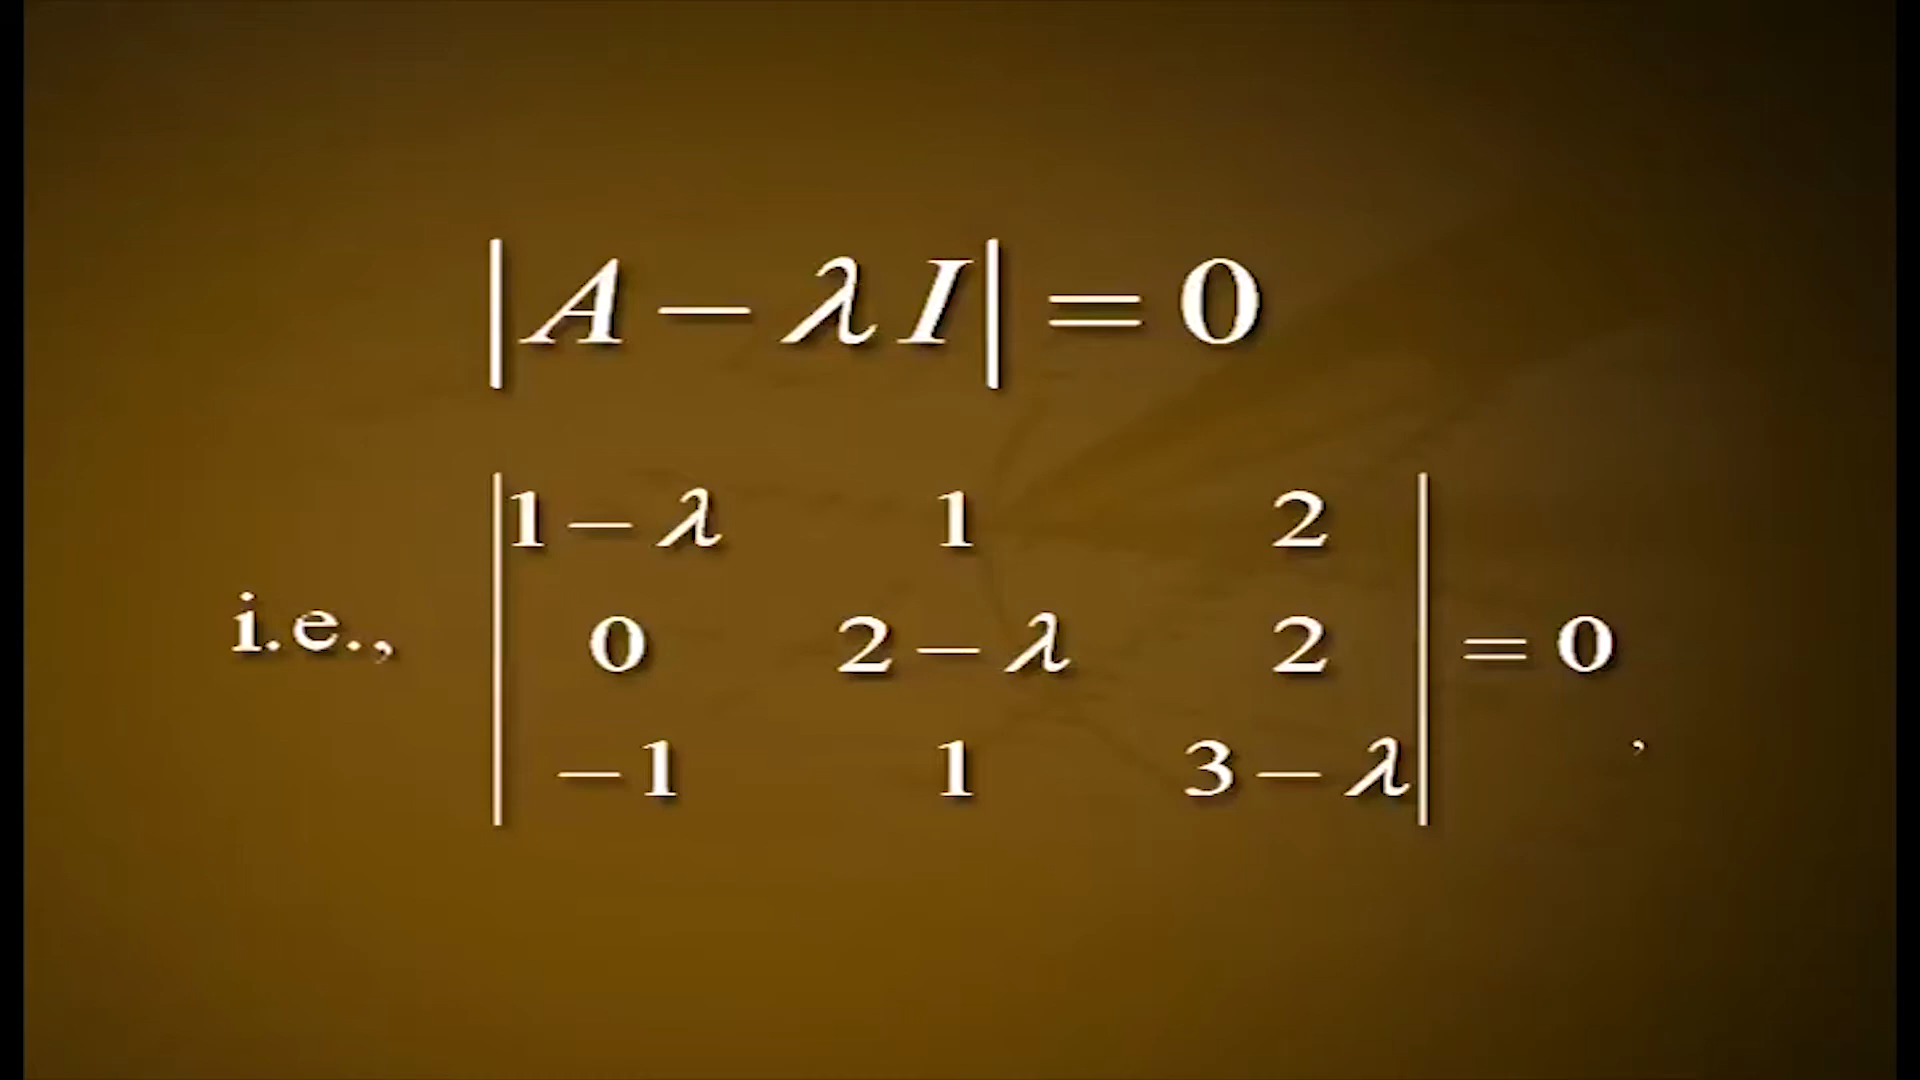 |A − λ I| = 0
|1 − λ 1 2|
i.e., |0 2 − λ 2| = 0,
|−1 1 3 − λ|